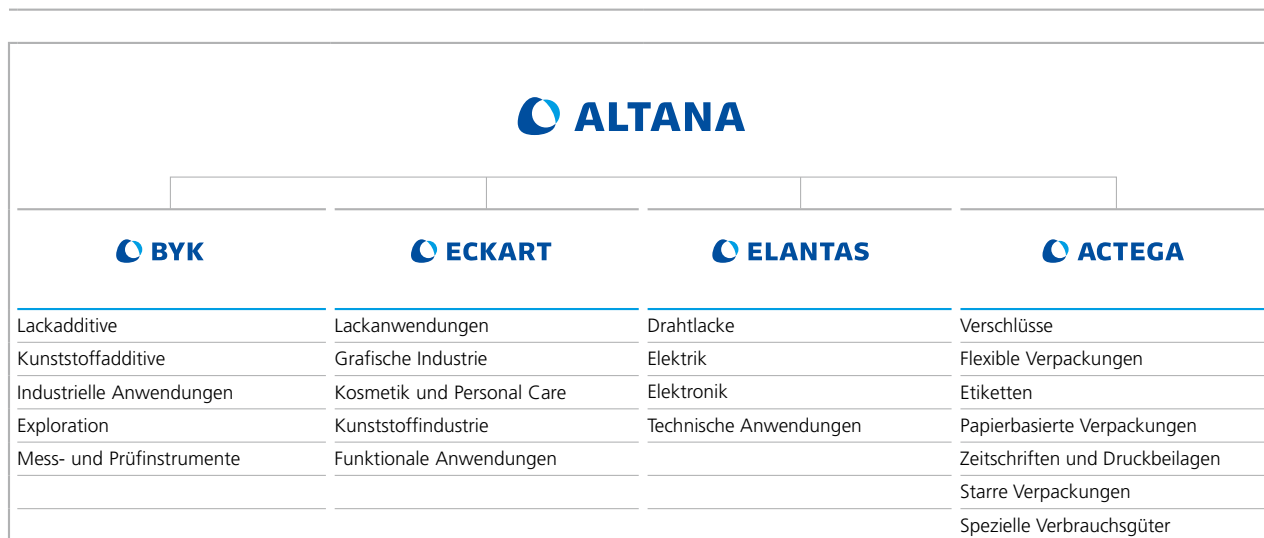 ALTANA
BYK
ECKART
ELANTAS
ACTEGA
Lackadditive
Kunststoffadditive
Industrielle Anwendungen
Exploration
Mess- und Prüfinstrumente
Lackanwendungen
Grafische Industrie
Kosmetik und Personal Care
Kunststoffindustrie
Funktionale Anwendungen
Drahtlacke
Elektrik
Elektronik
Technische Anwendungen
Verschlüsse
Flexible Verpackungen
Etiketten
Papierbasierte Verpackungen
Zeitschriften und Druckbeilagen
Starre Verpackungen
Spezielle Verbrauchsgüter